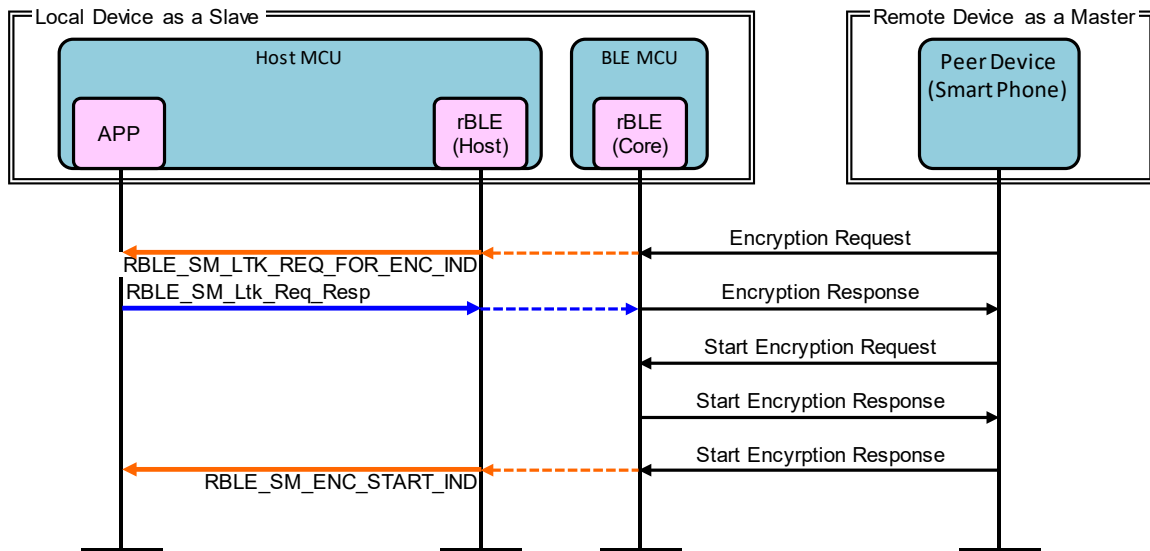 Local Device as a Slave
Remote Device as a Master
Host MCU
BLE MCU
Peer Device
(Smart Phone)
APP
rBLE
(Host)
rBLE
(Core)
Encryption Request
RBLE_SM_LTK_REQ_FOR_ENC_IND
RBLE_SM_Ltk_Req_Resp
Encryption Response
Start Encryption Request
Start Encryption Response
Start Encyrption Response
RBLE_SM_ENC_START_IND